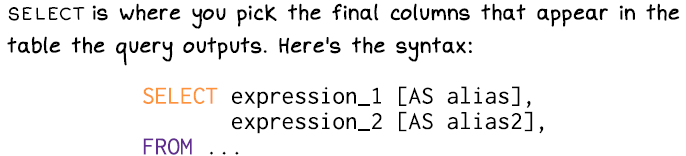 SELECT is where you pick the final columns that appear in the
table the query outputs. Here's the syntax:
SELECT expression_1 [AS alias],
expression_2 [AS alias2],
FROM ...